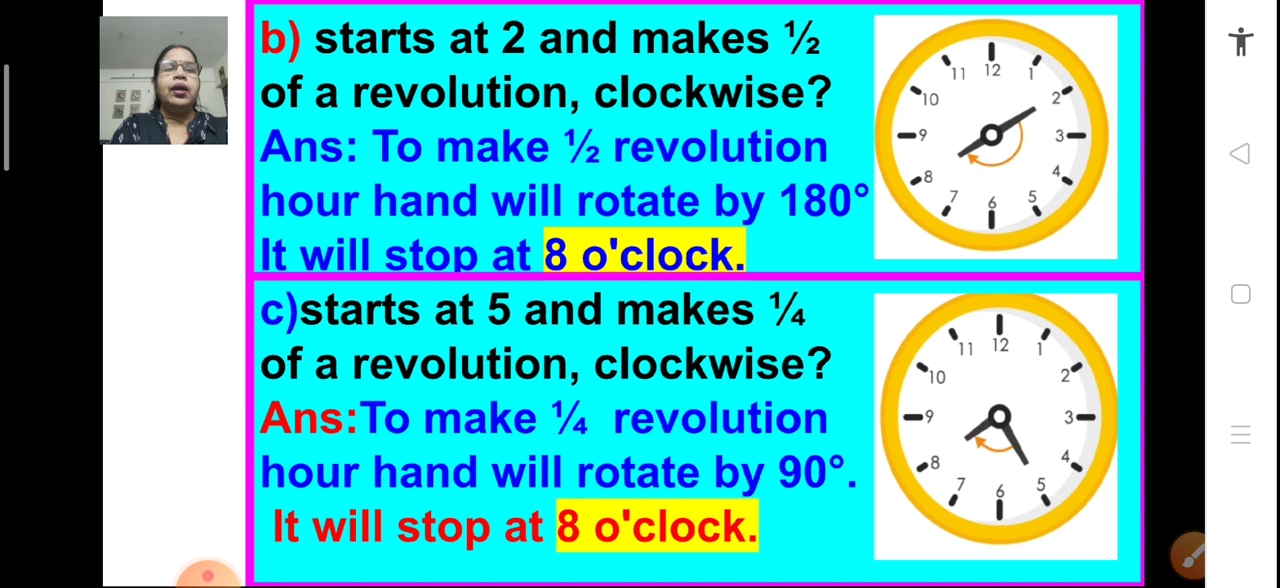 b) starts at 2 and makes ½
of a revolution, clockwise?
Ans: To make ½ revolution
hour hand will rotate by 180°
It will stop at 8 o'clock.
12
11 1
10 2
9 3
8 4
7 5
6
c)starts at 5 and makes ¼
of a revolution, clockwise?
Ans:To make ¼ revolution
hour hand will rotate by 90°.
It will stop at 8 o'clock.
12
11 1
10 2
9 3
8 4
7 5
6